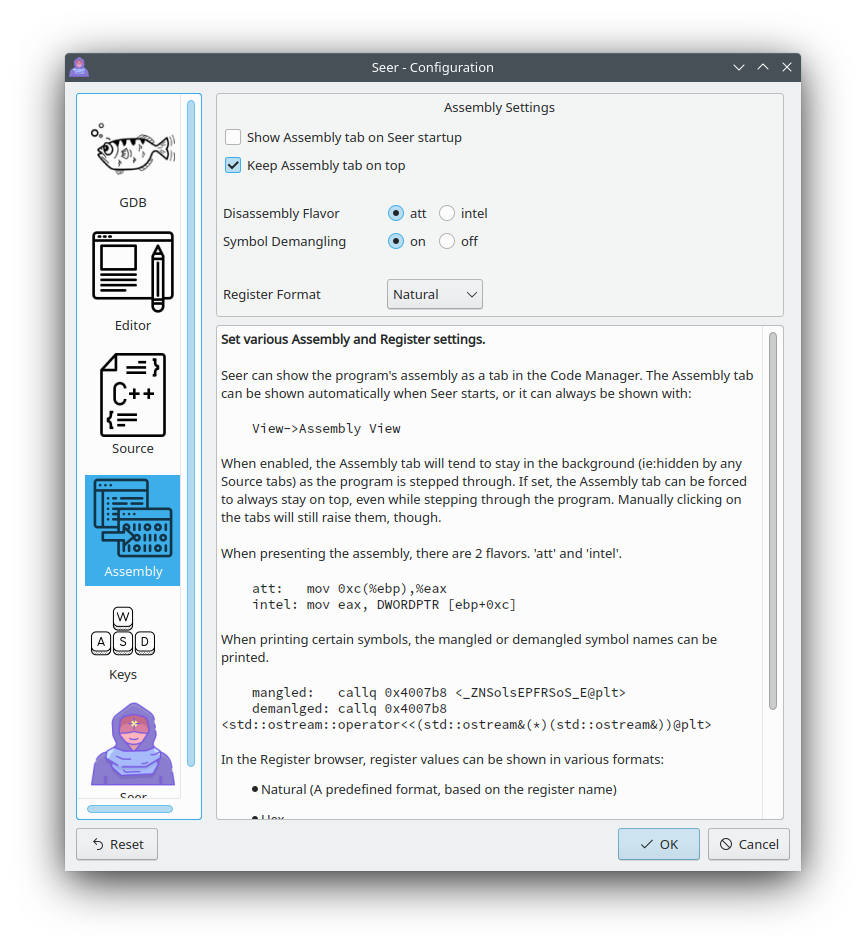 Seer - Configuration
GDB
Editor
C++
Source
Assembly
W
A S D
Keys
Seer
Assembly Settings
Show Assembly tab on Seer startup
Keep Assembly tab on top
Disassembly Flavor att intel
Symbol Demangling on off
Register Format Natural
Set various Assembly and Register settings.
Seer can show the program's assembly as a tab in the Code Manager. The Assembly tab
can be shown automatically when Seer starts, or it can always be shown with:
View->Assembly View
When enabled, the Assembly tab will tend to stay in the background (ie:hidden by any
Source tabs) as the program is stepped through. If set, the Assembly tab can be forced
to always stay on top, even while stepping through the program. Manually clicking on
the tabs will still raise them, though.
When presenting the assembly, there are 2 flavors. 'att' and 'intel'.
att:   mov 0xc(%ebp),%eax
intel: mov eax, DWORDPTR [ebp+0xc]
When printing certain symbols, the mangled or demangled symbol names can be
printed.
mangled:   callq 0x4007b8 <_ZNSolsEPFRSoS_E@plt>
demanlged: callq 0x4007b8
<std::ostream::operator<<(std::ostream&(*)(std::ostream&))@plt>
In the Register browser, register values can be shown in various formats:
● Natural (A predefined format, based on the register name)
● Hex
Reset
OK
Cancel